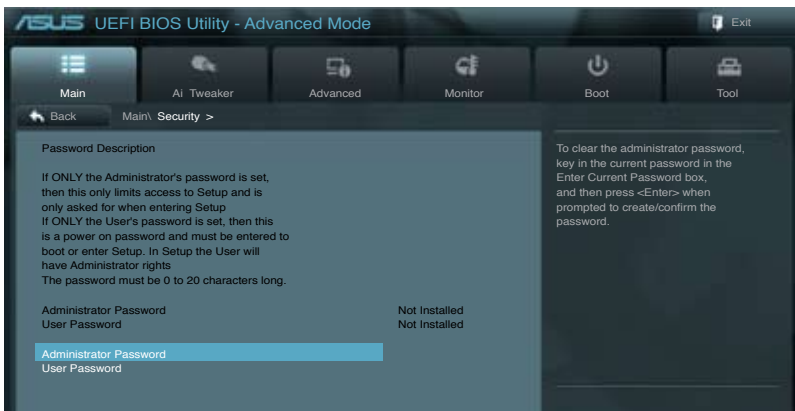 ASUS UEFI BIOS Utility - Advanced Mode
Exit
Main
Ai Tweaker
Advanced
Monitor
Boot
Tool
Back
Main\ Security >
Password Description
If ONLY the Administrator's password is set,
then this only limits access to Setup and is
only asked for when entering Setup
If ONLY the User's password is set, then this
is a power on password and must be entered to
boot or enter Setup. In Setup the User will
have Administrator rights
The password must be 0 to 20 characters long.
Administrator Password Not Installed
User Password Not Installed
Administrator Password
User Password
To clear the administrator password,
key in the current password in the
Enter Current Password box,
and then press <Enter> when
prompted to create/confirm the
password.